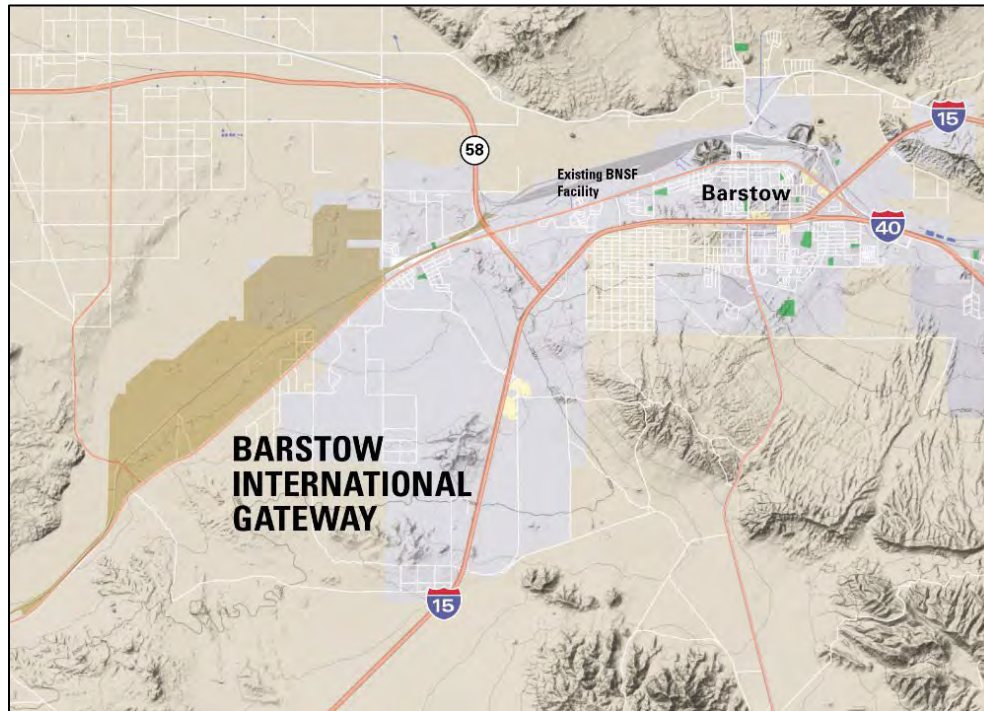 15
58
Existing BNSF
Facility
Barstow
40
BARSTOW
INTERNATIONAL
GATEWAY
15